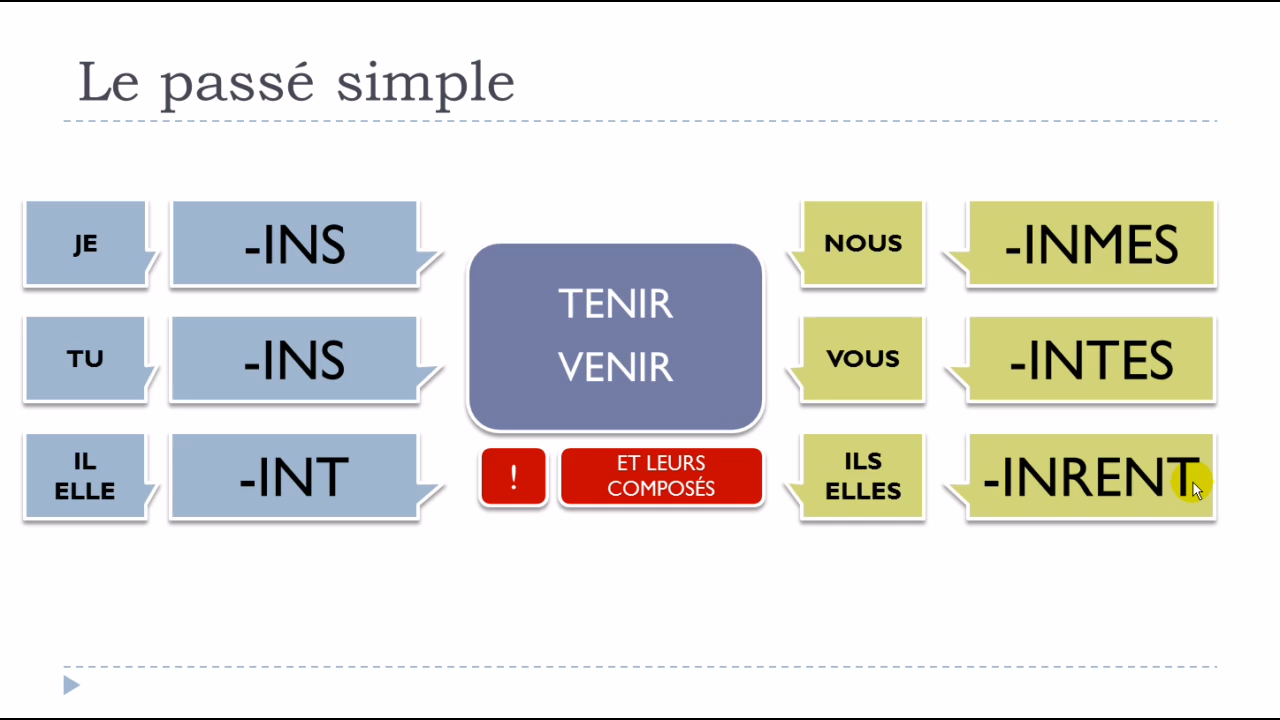 Le passé simple
JE
-INS
TU
-INS
IL
ELLE
-INT
TENIR
VENIR
!
ET LEURS
COMPOSÉS
NOUS
-INMES
VOUS
-INTES
ILS
ELLES
-INRENT